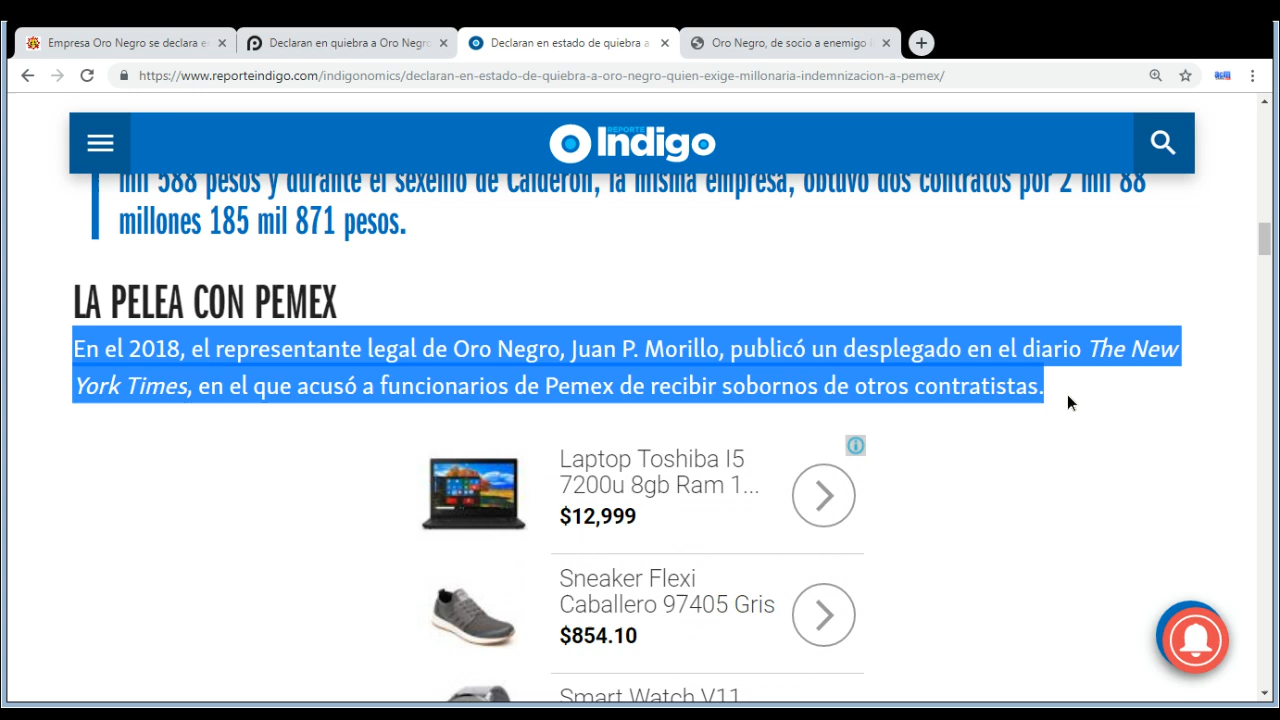 Empresa Oro Negro se declara e
Declaran en quiebra a Oro Negro
Declaran en estado de quiebra a
Oro Negro, de socio a enemigo
https://www.reporteindigo.com/indigonomics/declaran-en-estado-de-quiebra-a-oro-negro-quien-exige-millonaria-indemnizacion-a-pemex/
REPORTE
Indigo
mil 588 pesos y durante el sexenio de Calderón, la misma empresa, obtuvo dos contratos por 2 mil 88
millones 185 mil 871 pesos.
LA PELEA CON PEMEX
En el 2018, el representante legal de Oro Negro, Juan P. Morillo, publicó un desplegado en el diario The New
York Times, en el que acusó a funcionarios de Pemex de recibir sobornos de otros contratistas.
Laptop Toshiba I5
7200u 8gb Ram 1...
$12,999
Sneaker Flexi
Caballero 97405 Gris
$854.10
Smart Watch V11